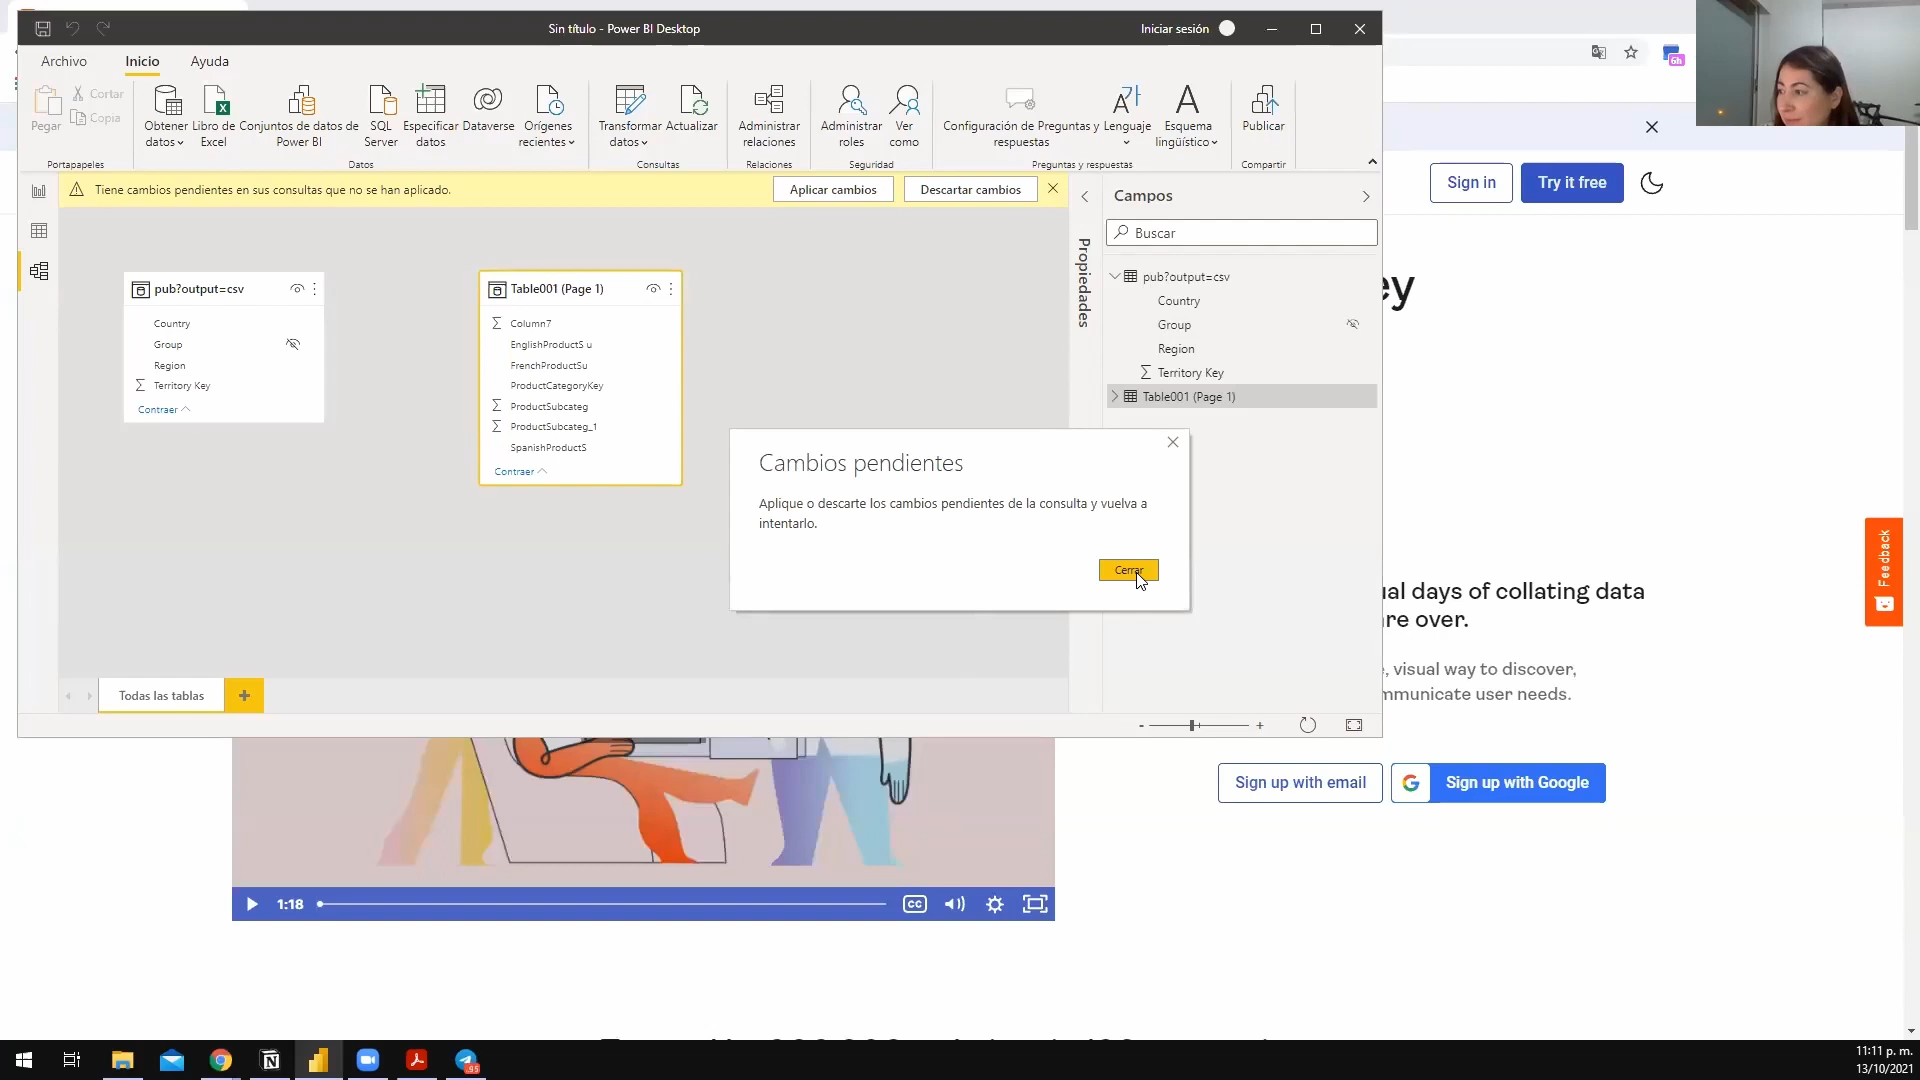 Sin título - Power BI Desktop
Iniciar sesión
Archivo
Inicio
Ayuda
Pegar
Cortar
Copia
Portapapeles
Obtener datos
Libro de Excel
Conjuntos de datos de Power BI
SQL Server
Especificar datos
Dataverse
Orígenes recientes
Datos
Transformar datos
Actualizar
Consultas
Administrar relaciones
Relaciones
Administrar roles
Ver como
Seguridad
Configuración de Preguntas y respuestas
Lenguaje
Esquema lingüístico
Preguntas y respuestas
Publicar
Compartir
6h
Tiene cambios pendientes en sus consultas que no se han aplicado.
Aplicar cambios
Descartar cambios
Propiedades
Campos
Buscar
pub?output=csv
Country
Group
Region
Territory Key
Table001 (Page 1)
pub?output=csv
Country
Group
Region
Territory Key
Contraer
Table001 (Page 1)
Column7
EnglishProductS u
FrenchProductSu
ProductCategoryKey
ProductSubcateg
ProductSubcateg_1
SpanishProductS
Contraer
Cambios pendientes
Aplique o descarte los cambios pendientes de la consulta y vuelva a
intentarlo.
Cerrar
Todas las tablas
Sign in
Try it free
ey
Feedback
ual days of collating data
re over.
, visual way to discover,
mmunicate user needs.
Sign up with email
G Sign up with Google
1:18
CC
95
11:11 p. m.
13/10/2021